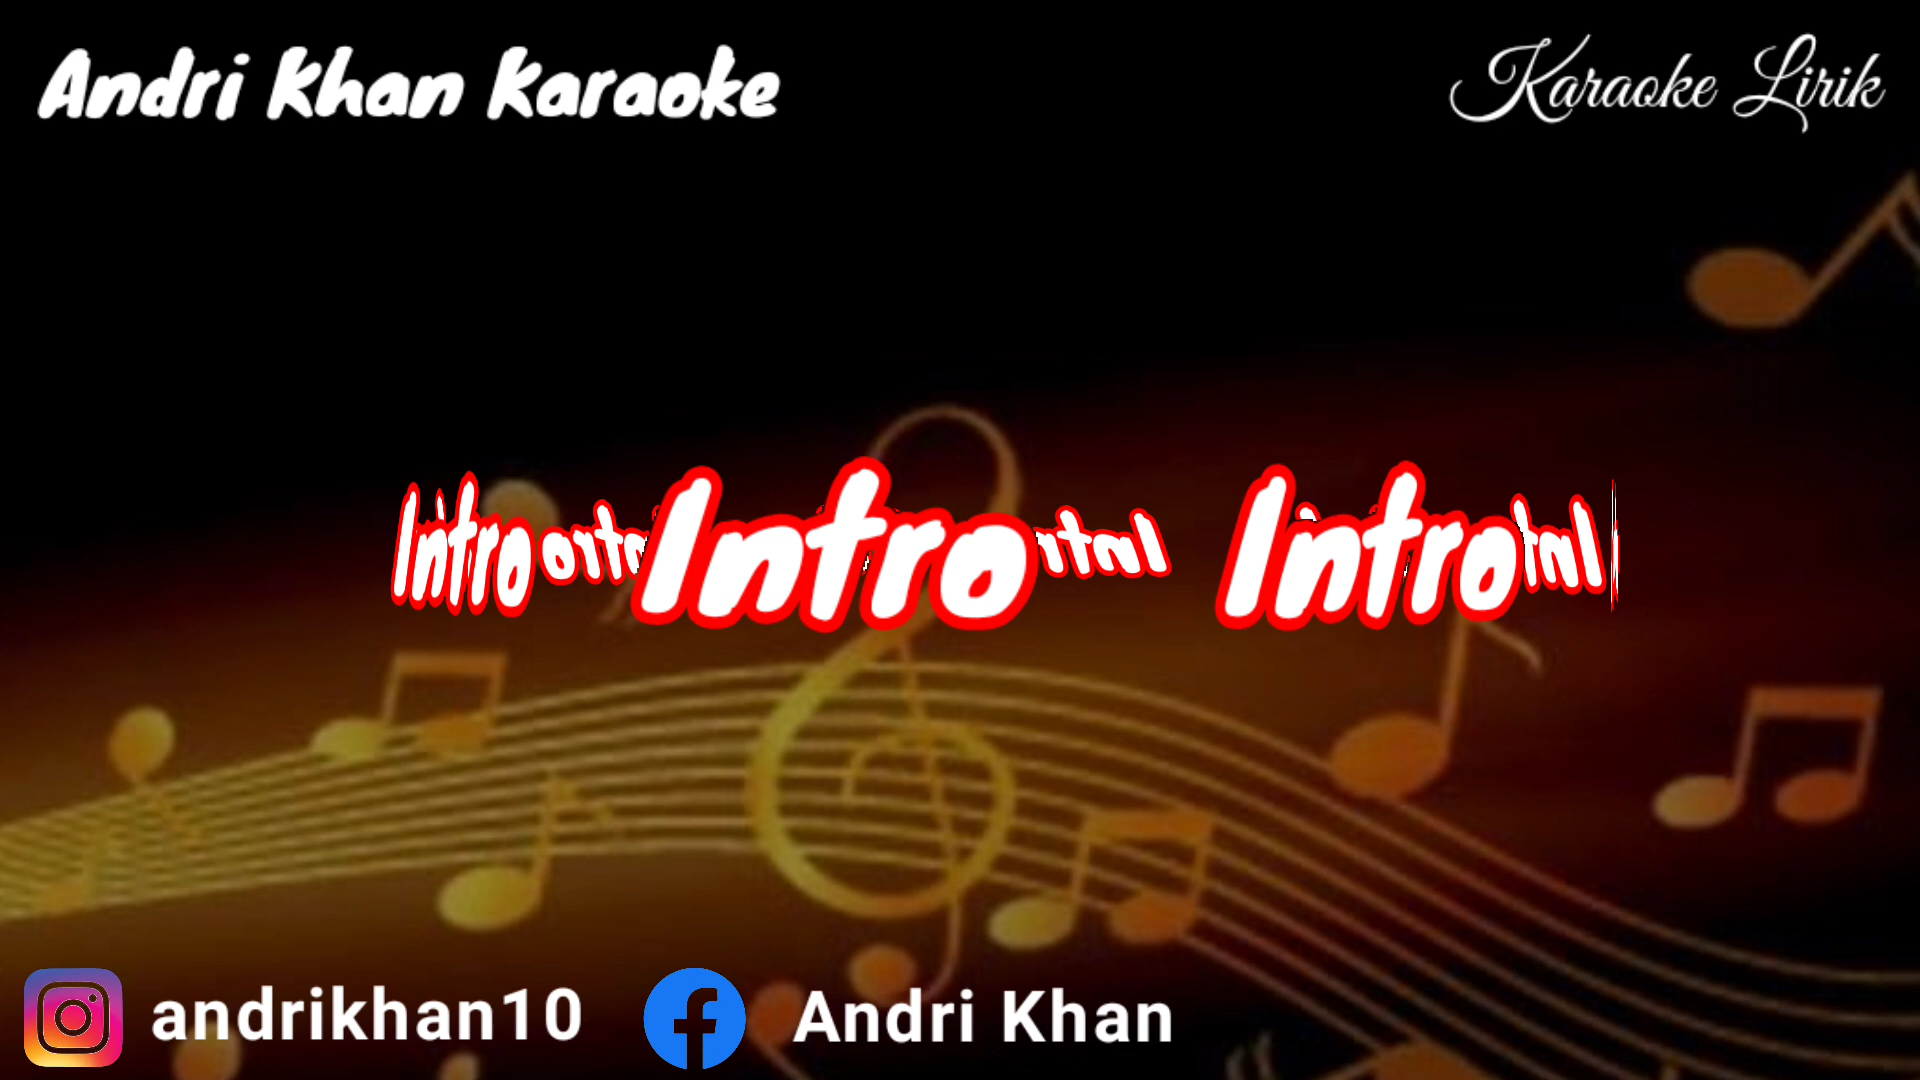 Andri Khan Karaoke
Karaoke Lirik
Intro Intro Intro
andrikhan10
Andri Khan